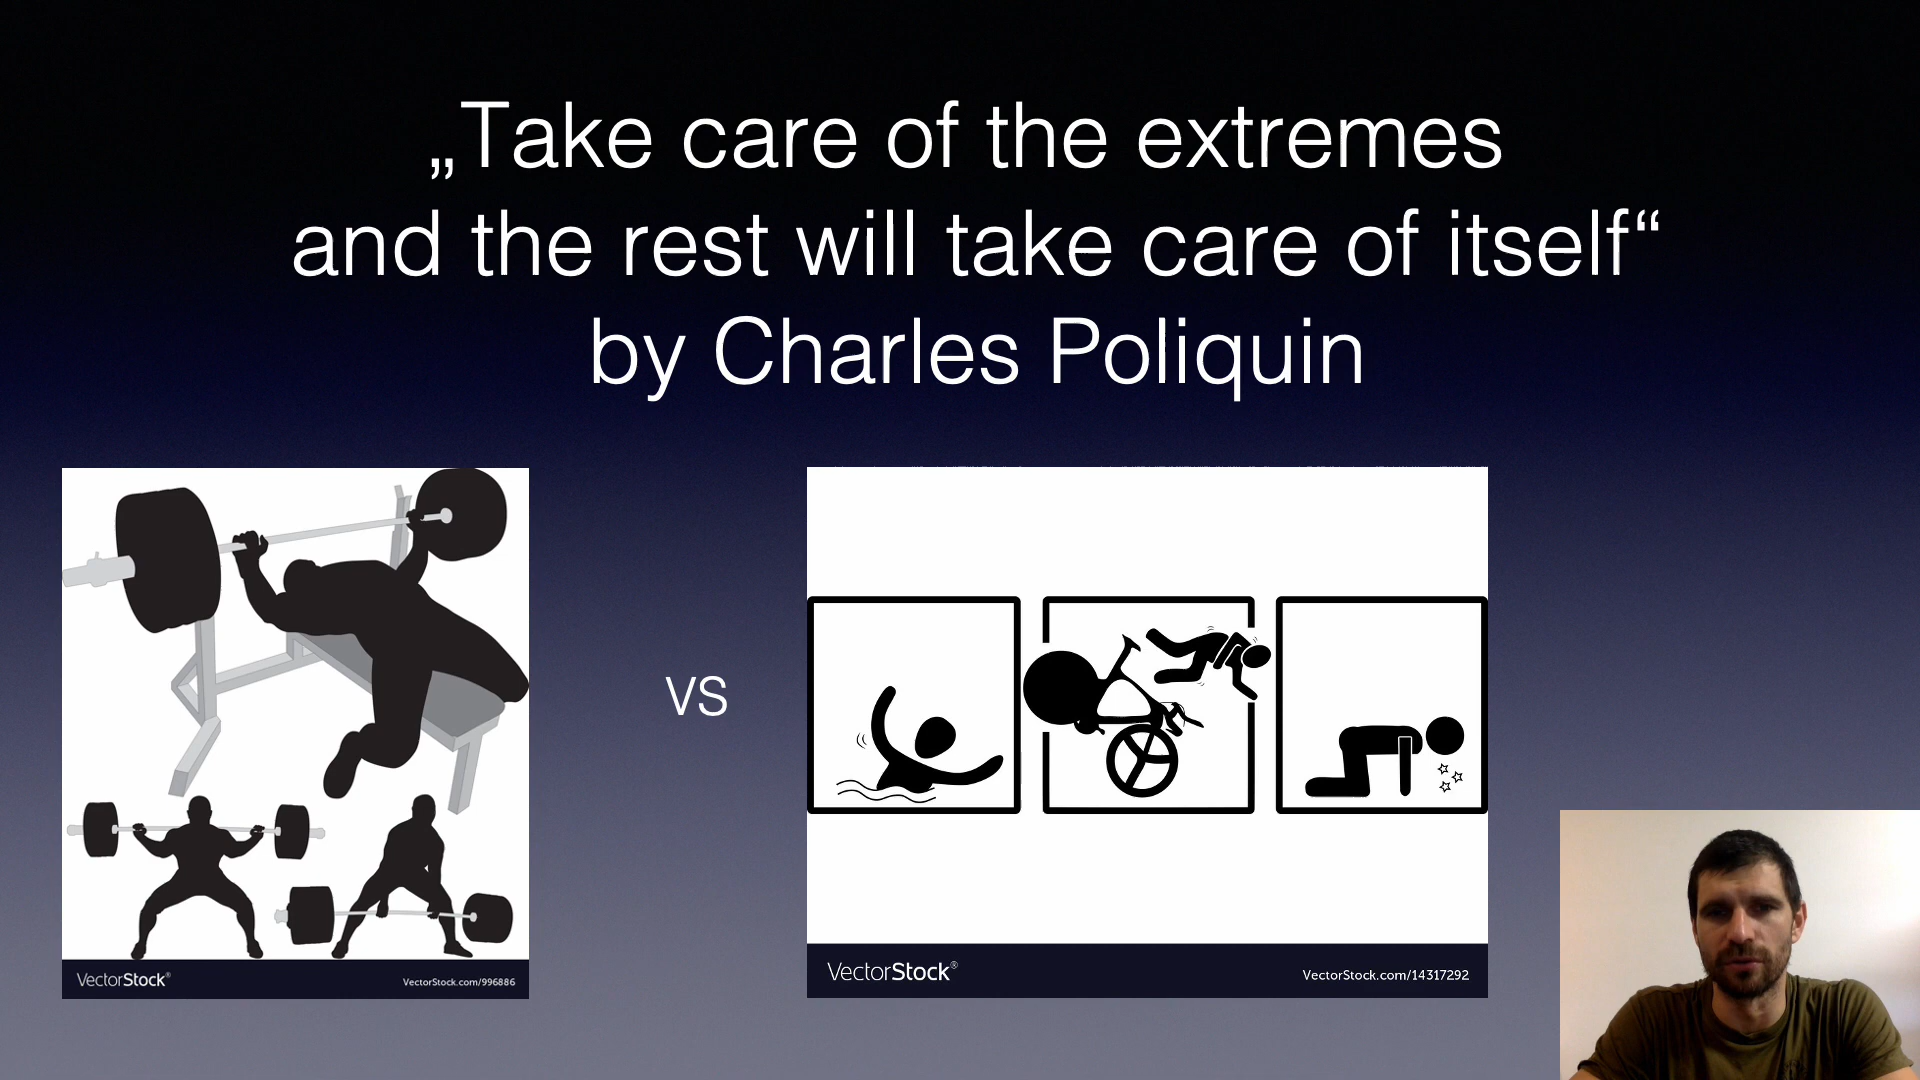 „Take care of the extremes
and the rest will take care of itself“
by Charles Poliquin
VS
VectorStock®
VectorStock.com/996886
VectorStock®
VectorStock.com/14317292